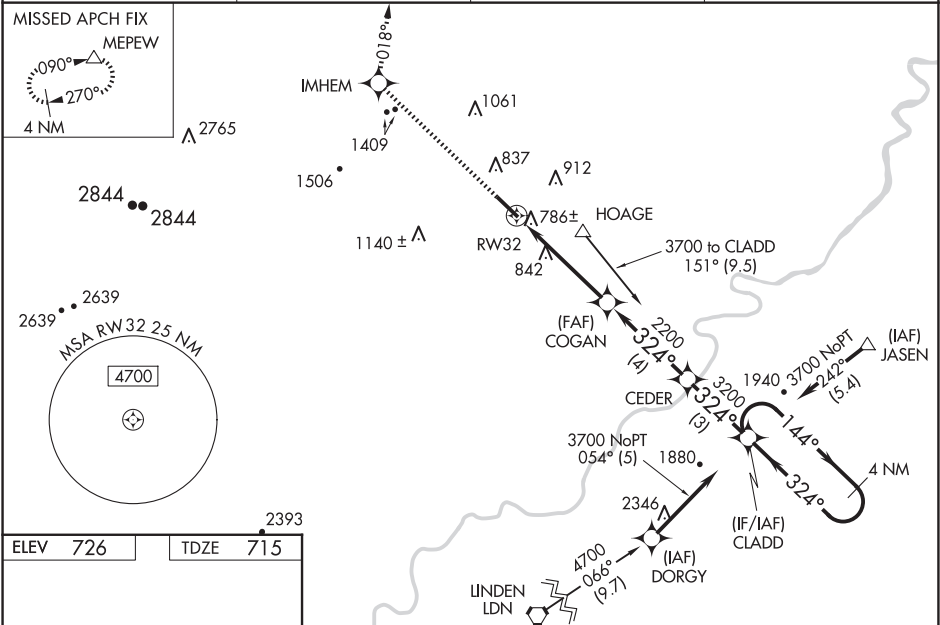 MISSED APCH FIX
MEPEW
090°
270°
4 NM
018°
IMHEM
2765
1061
1409
837
1506
912
2844
2844
786±
HOAGE
1140 ±
RW32
842
3700 to CLADD
151° (9.5)
2639
2639
(FAF)
COGAN
2200
324°
(4)
(IAF)
JASEN
MSA RW 32 25 NM
4700
3700 NoPT
242°
(5.4)
1940
CEDER
3200
324°
(3)
3700 NoPT
054° (5)
1880
144°
4 NM
324°
2346
(IF/IAF)
CLADD
2393
ELEV 726
TDZE 715
(IAF)
DORGY
4700
066°
(9.7)
LINDEN
LDN